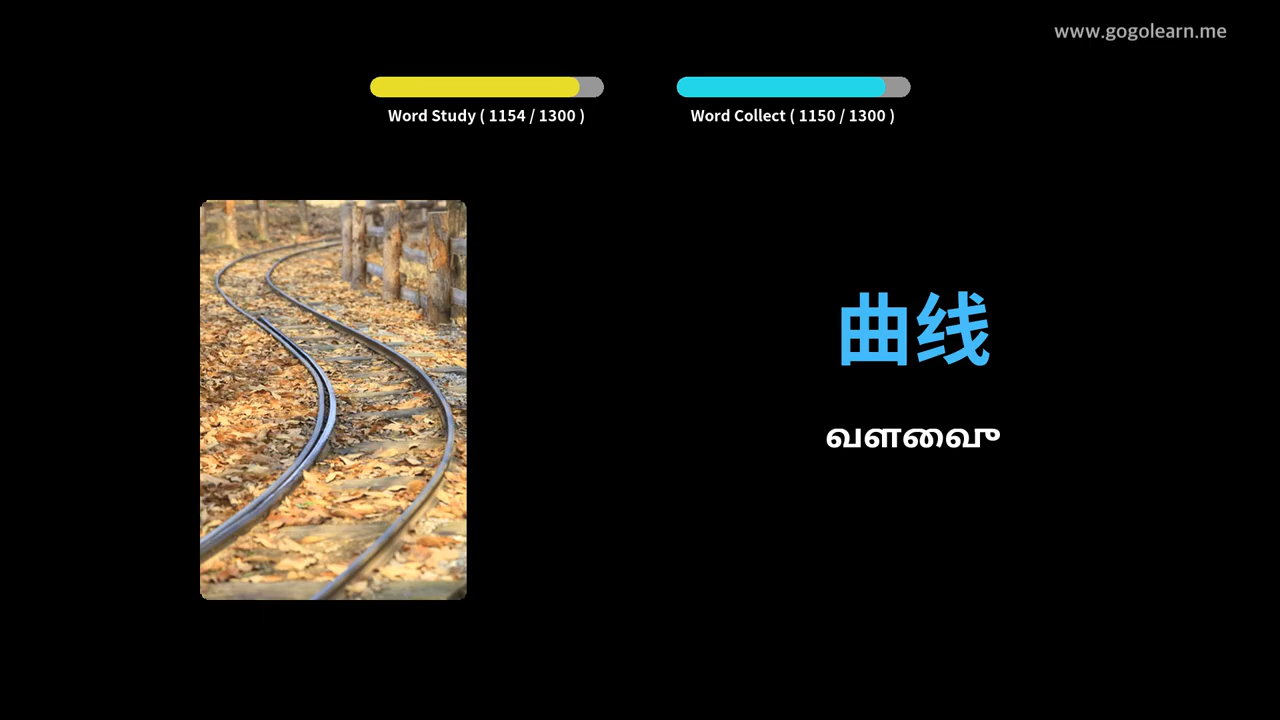 www.gogolearn.me
Word Study ( 1154 / 1300 )
Word Collect ( 1150 / 1300 )
曲线
வளைவு